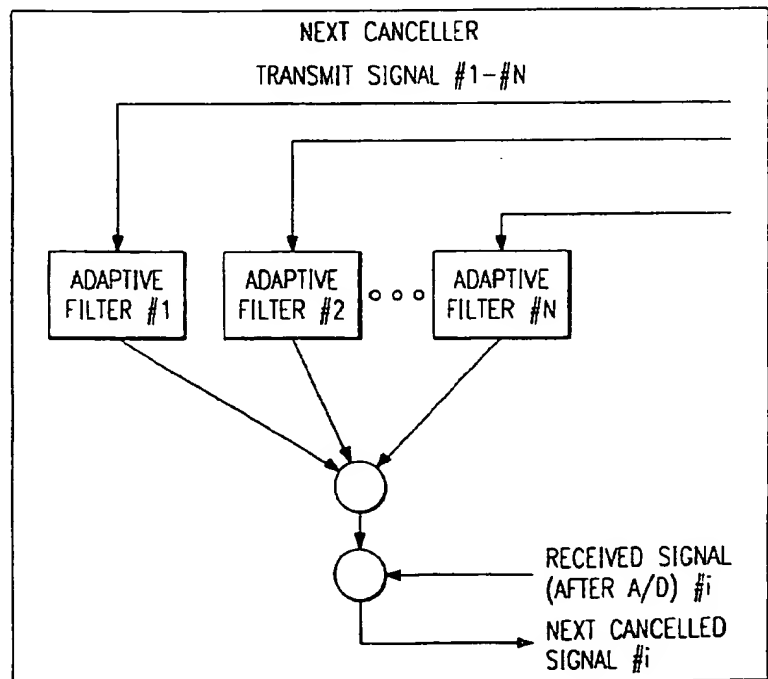 NEXT CANCELLER
TRANSMIT SIGNAL #1-#N
ADAPTIVE
FILTER #1
ADAPTIVE
FILTER #2
ADAPTIVE
FILTER #N
RECEIVED SIGNAL
(AFTER A/D) #i
NEXT CANCELLED
SIGNAL #i